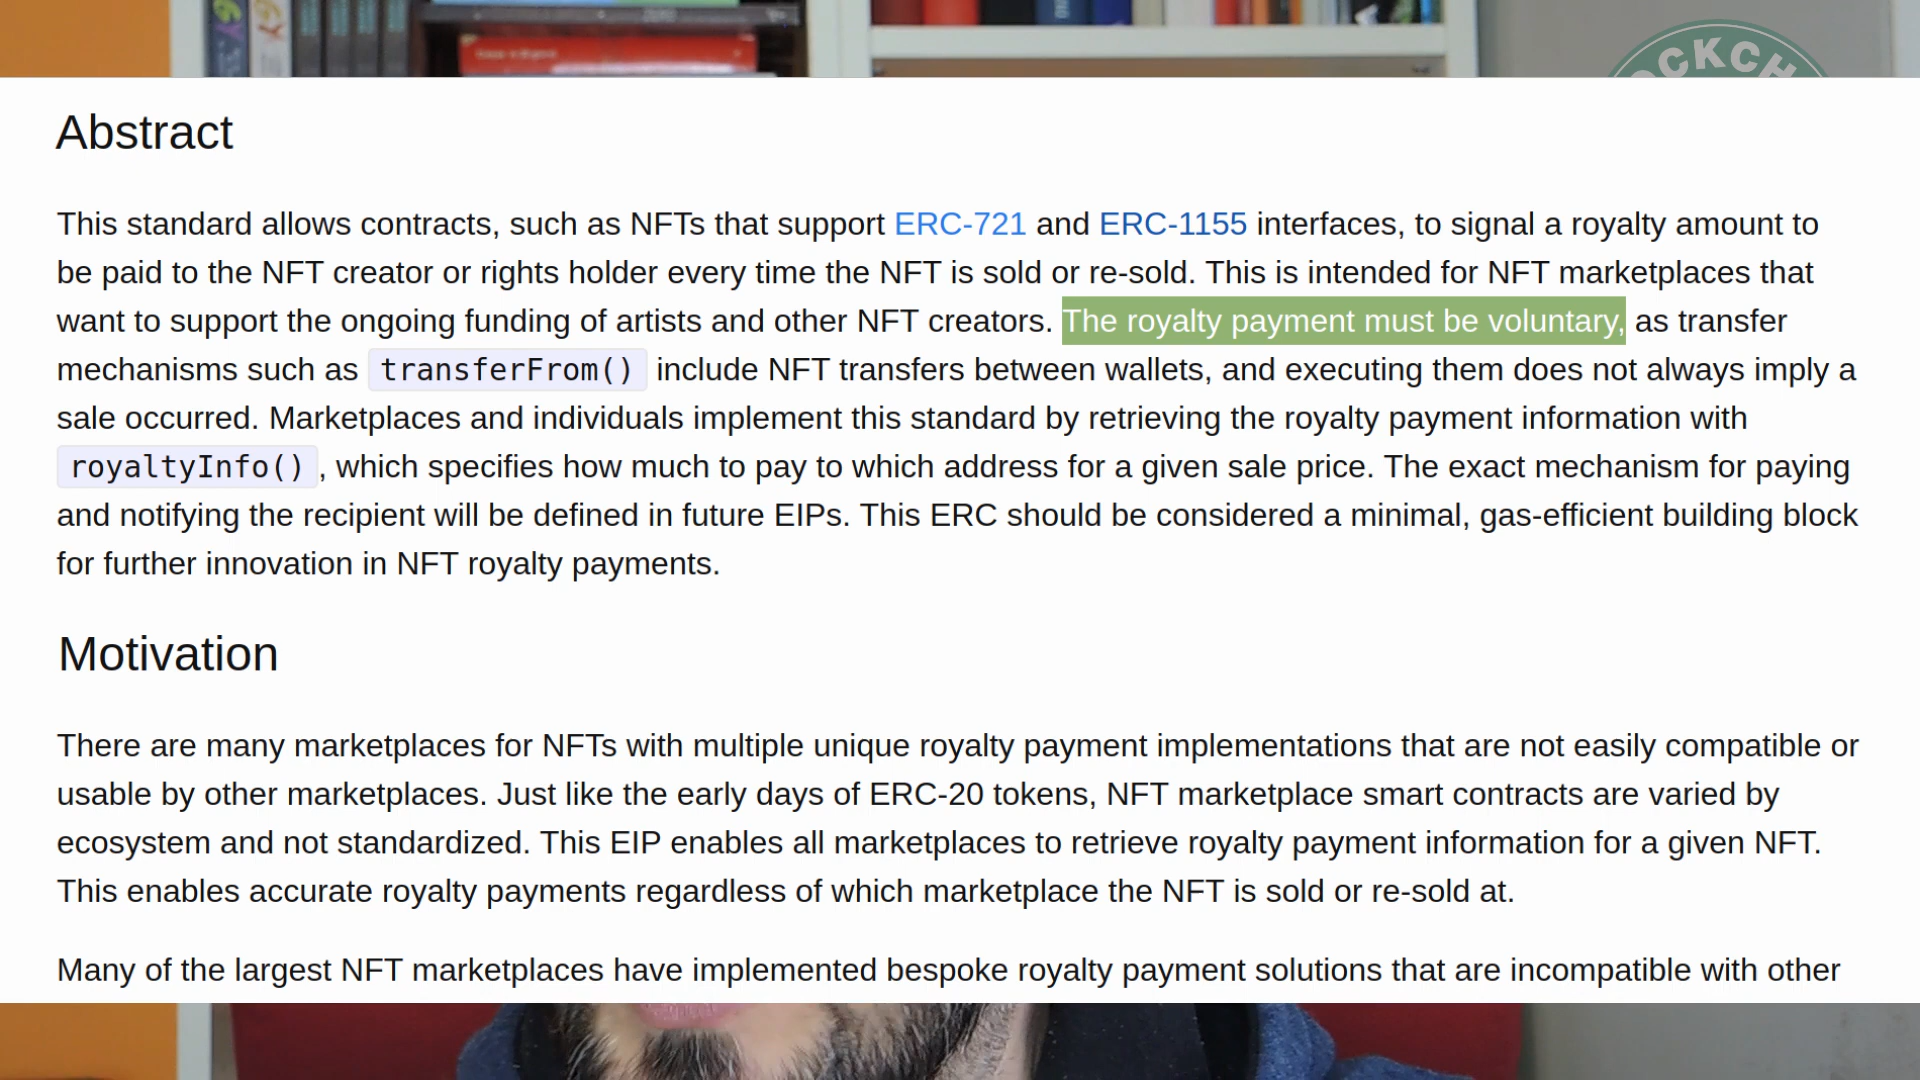 OCKCH
Abstract
This standard allows contracts, such as NFTs that support ERC-721 and ERC-1155 interfaces, to signal a royalty amount to
be paid to the NFT creator or rights holder every time the NFT is sold or re-sold. This is intended for NFT marketplaces that
want to support the ongoing funding of artists and other NFT creators. The royalty payment must be voluntary, as transfer
mechanisms such as transferFrom() include NFT transfers between wallets, and executing them does not always imply a
sale occurred. Marketplaces and individuals implement this standard by retrieving the royalty payment information with
royaltyInfo(), which specifies how much to pay to which address for a given sale price. The exact mechanism for paying
and notifying the recipient will be defined in future EIPs. This ERC should be considered a minimal, gas-efficient building block
for further innovation in NFT royalty payments.
Motivation
There are many marketplaces for NFTs with multiple unique royalty payment implementations that are not easily compatible or
usable by other marketplaces. Just like the early days of ERC-20 tokens, NFT marketplace smart contracts are varied by
ecosystem and not standardized. This EIP enables all marketplaces to retrieve royalty payment information for a given NFT.
This enables accurate royalty payments regardless of which marketplace the NFT is sold or re-sold at.
Many of the largest NFT marketplaces have implemented bespoke royalty payment solutions that are incompatible with other